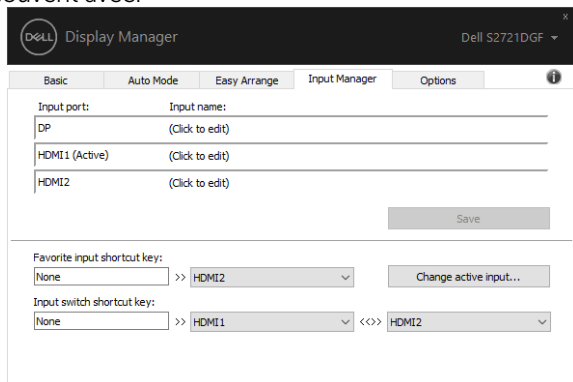 DELL Display Manager
x
Dell S2721DGF
Basic Auto Mode Easy Arrange Input Manager Options i
Input port: Input name:
DP (Click to edit)
HDMI1 (Active) (Click to edit)
HDMI2 (Click to edit)
Save
Favorite input shortcut key:
None >> HDMI2 Change active input...
Input switch shortcut key:
None >> HDMI1 <<>> HDMI2